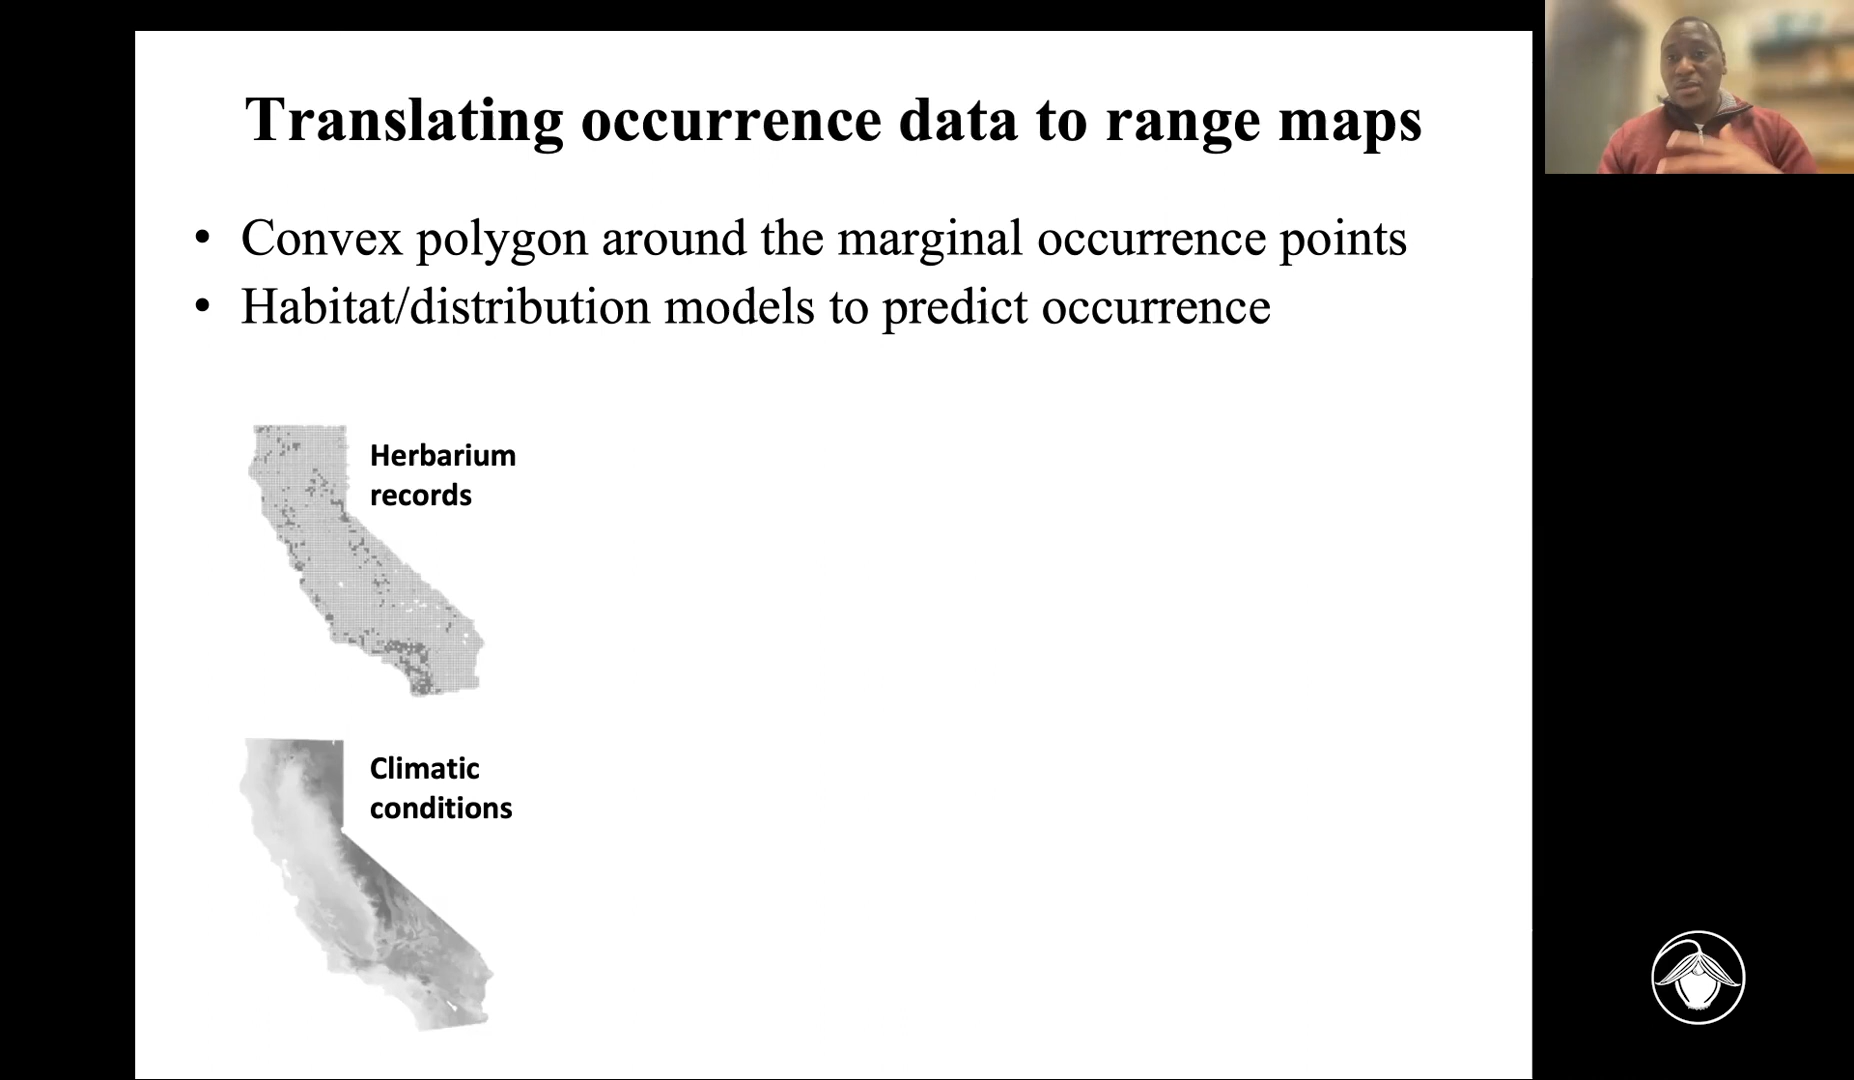 Translating occurrence data to range maps
• Convex polygon around the marginal occurrence points
• Habitat/distribution models to predict occurrence
Herbarium
records
Climatic
conditions